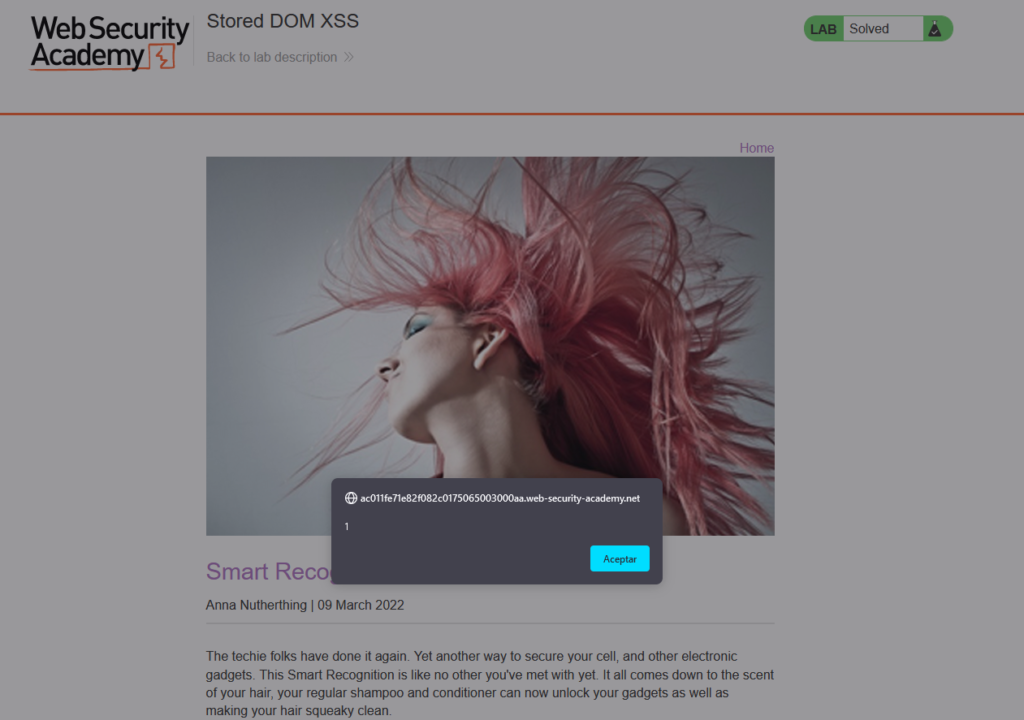 Web Security
Academy
Stored DOM XSS
Back to lab description
LAB Solved
Home
ac011fe71e82f082c0175065003000aa.web-security-academy.net
1
Aceptar
Smart Reco
Anna Nutherthing | 09 March 2022
The techie folks have done it again. Yet another way to secure your cell, and other electronic
gadgets. This Smart Recognition is like no other you've met with yet. It all comes down to the scent
of your hair, your regular shampoo and conditioner can now unlock your gadgets as well as
making your hair squeaky clean.